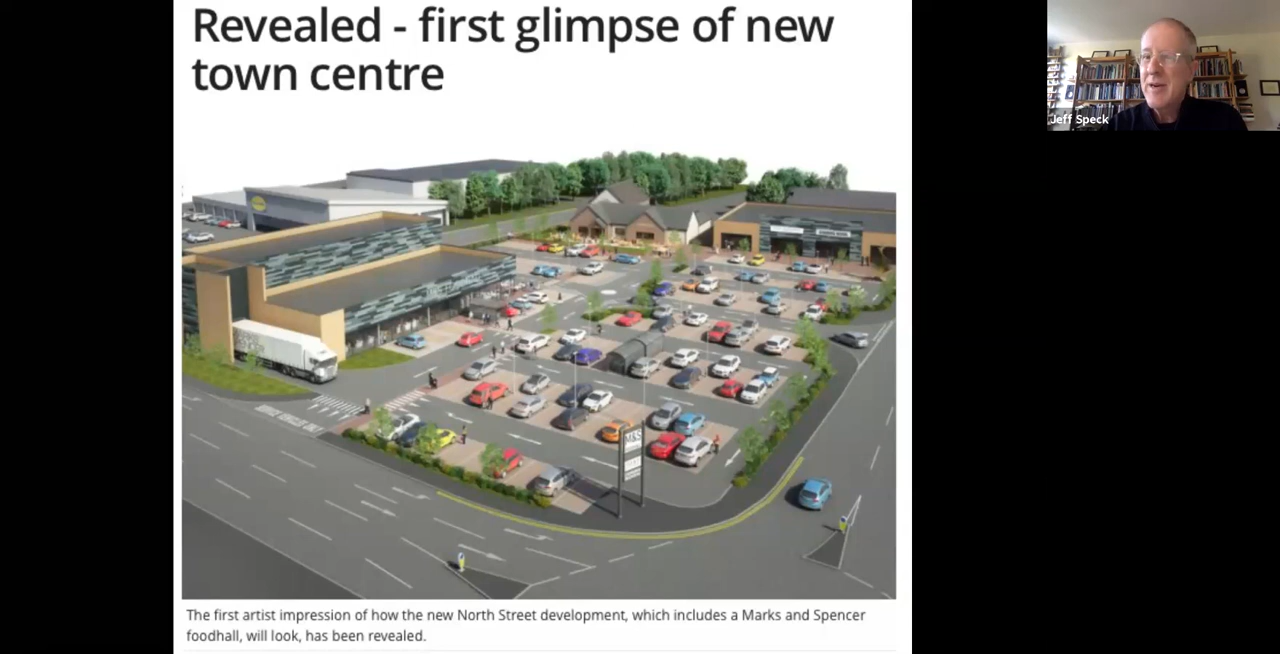 Revealed - first glimpse of new
town centre
Jeff Speck
M&S
The first artist impression of how the new North Street development, which includes a Marks and Spencer
foodhall, will look, has been revealed.